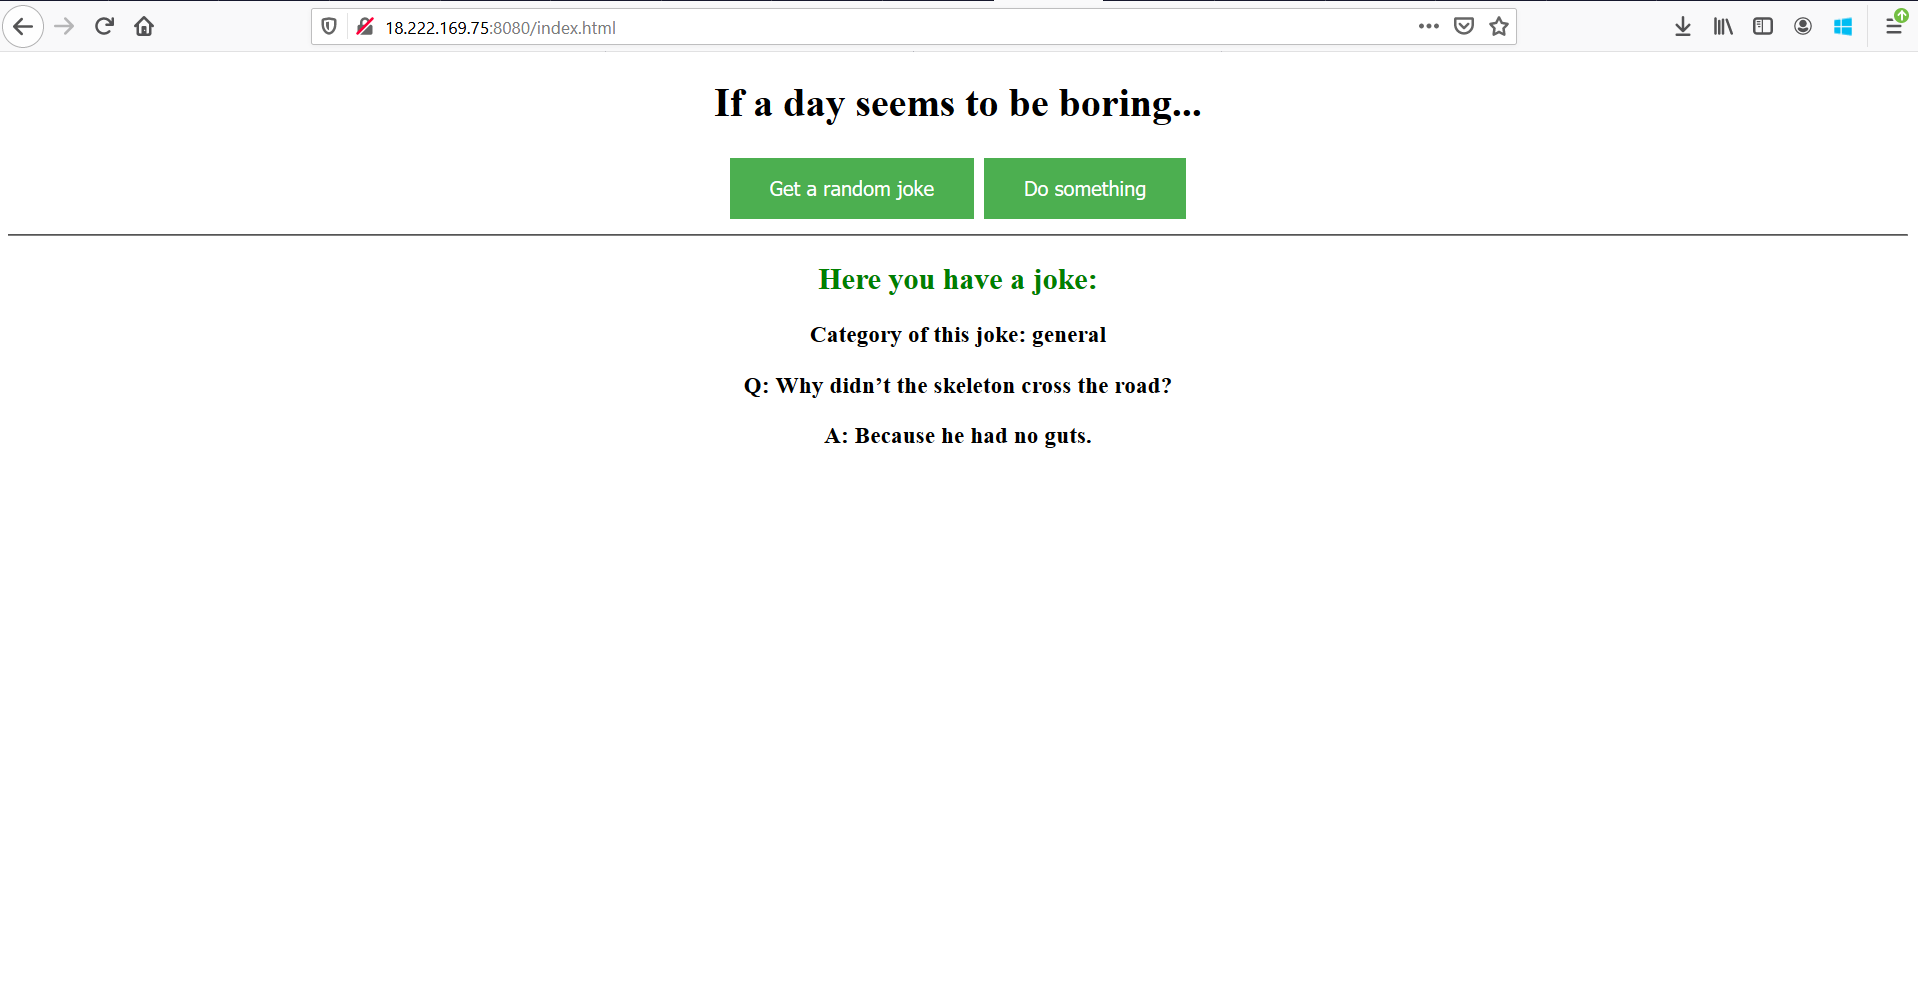 18.222.169.75:8080/index.html
If a day seems to be boring...
Get a random joke Do something
Here you have a joke:
Category of this joke: general
Q: Why didn’t the skeleton cross the road?
A: Because he had no guts.